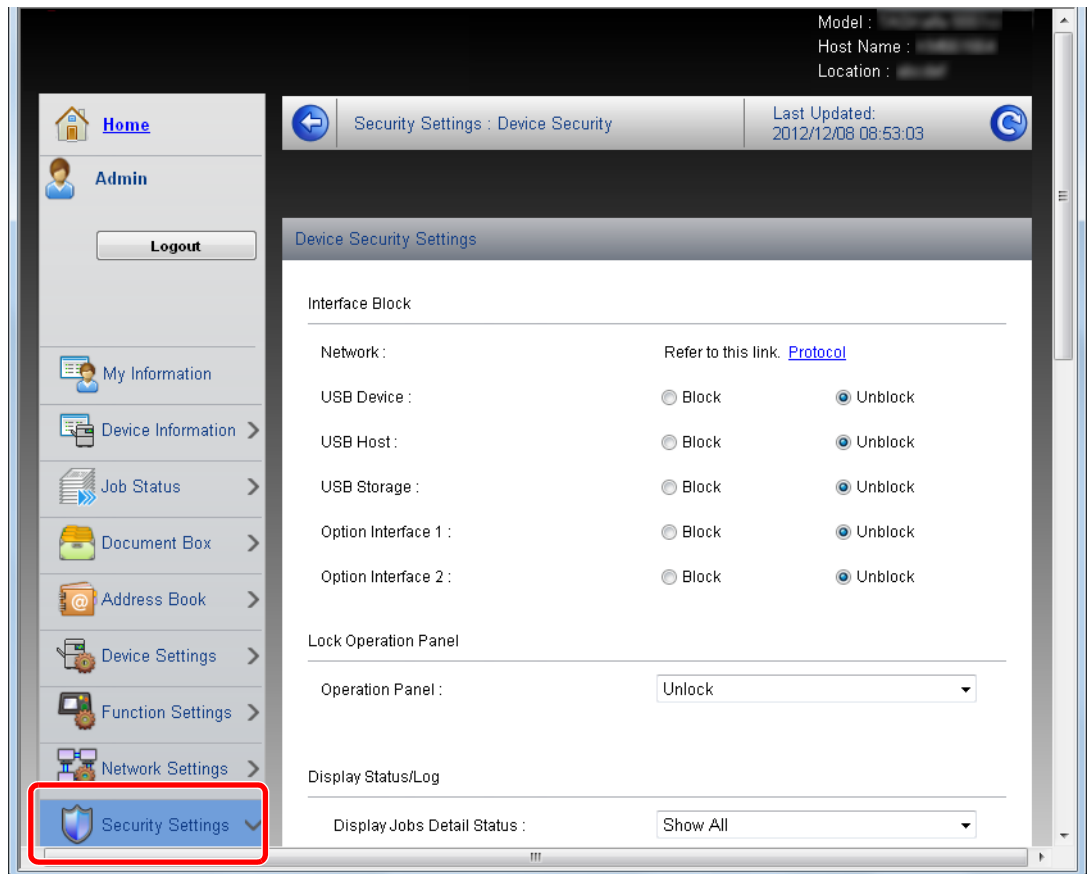 Model :
Host Name :
Location :
Home
Security Settings : Device Security
Last Updated:
2012/12/08 08:53:03
Admin
Logout
Device Security Settings
Interface Block
Network : Refer to this link. Protocol
My Information
USB Device : Block Unblock
Device Information
USB Host : Block Unblock
Job Status
USB Storage : Block Unblock
Option Interface 1 : Block Unblock
Document Box
Option Interface 2 : Block Unblock
Address Book
Lock Operation Panel
Device Settings
Operation Panel : Unlock
Function Settings
Network Settings
Display Status/Log
Security Settings
Display Jobs Detail Status : Show All